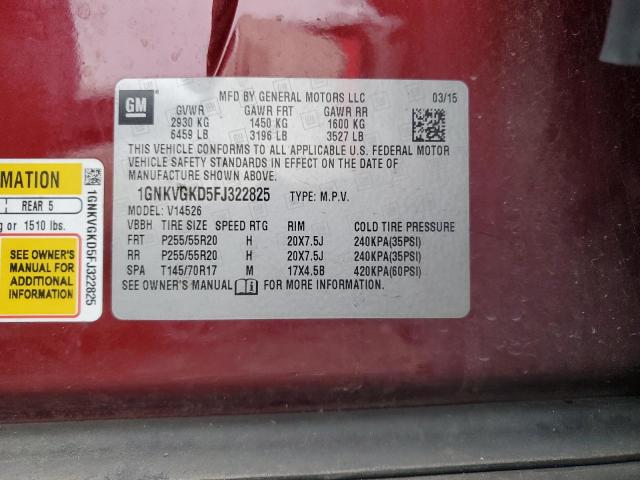 GM
MFD BY GENERAL MOTORS LLC 03/15
GVWR GAWR FRT GAWR RR
2930 KG 1450 KG 1600 KG
6459 LB 3196 LB 3527 LB
THIS VEHICLE CONFORMS TO ALL APPLICABLE U.S. FEDERAL MOTOR
VEHICLE SAFETY STANDARDS IN EFFECT ON THE DATE OF
MANUFACTURE SHOWN ABOVE.
1GNKVGKD5FJ322825 TYPE: M.P.V.
MODEL: V14526
VBBH TIRE SIZE SPEED RTG RIM COLD TIRE PRESSURE
FRT P255/55R20 H 20X7.5J 240KPA(35PSI)
RR P255/55R20 H 20X7.5J 240KPA(35PSI)
SPA T145/70R17 M 17X4.5B 420KPA(60PSI)
SEE OWNER'S MANUAL FOR MORE INFORMATION.
MATION
REAR 5
g or 1510 lbs.
SEE OWNER'S
MANUAL FOR
ADDITIONAL
INFORMATION
1GNKVGKD5FJ322825